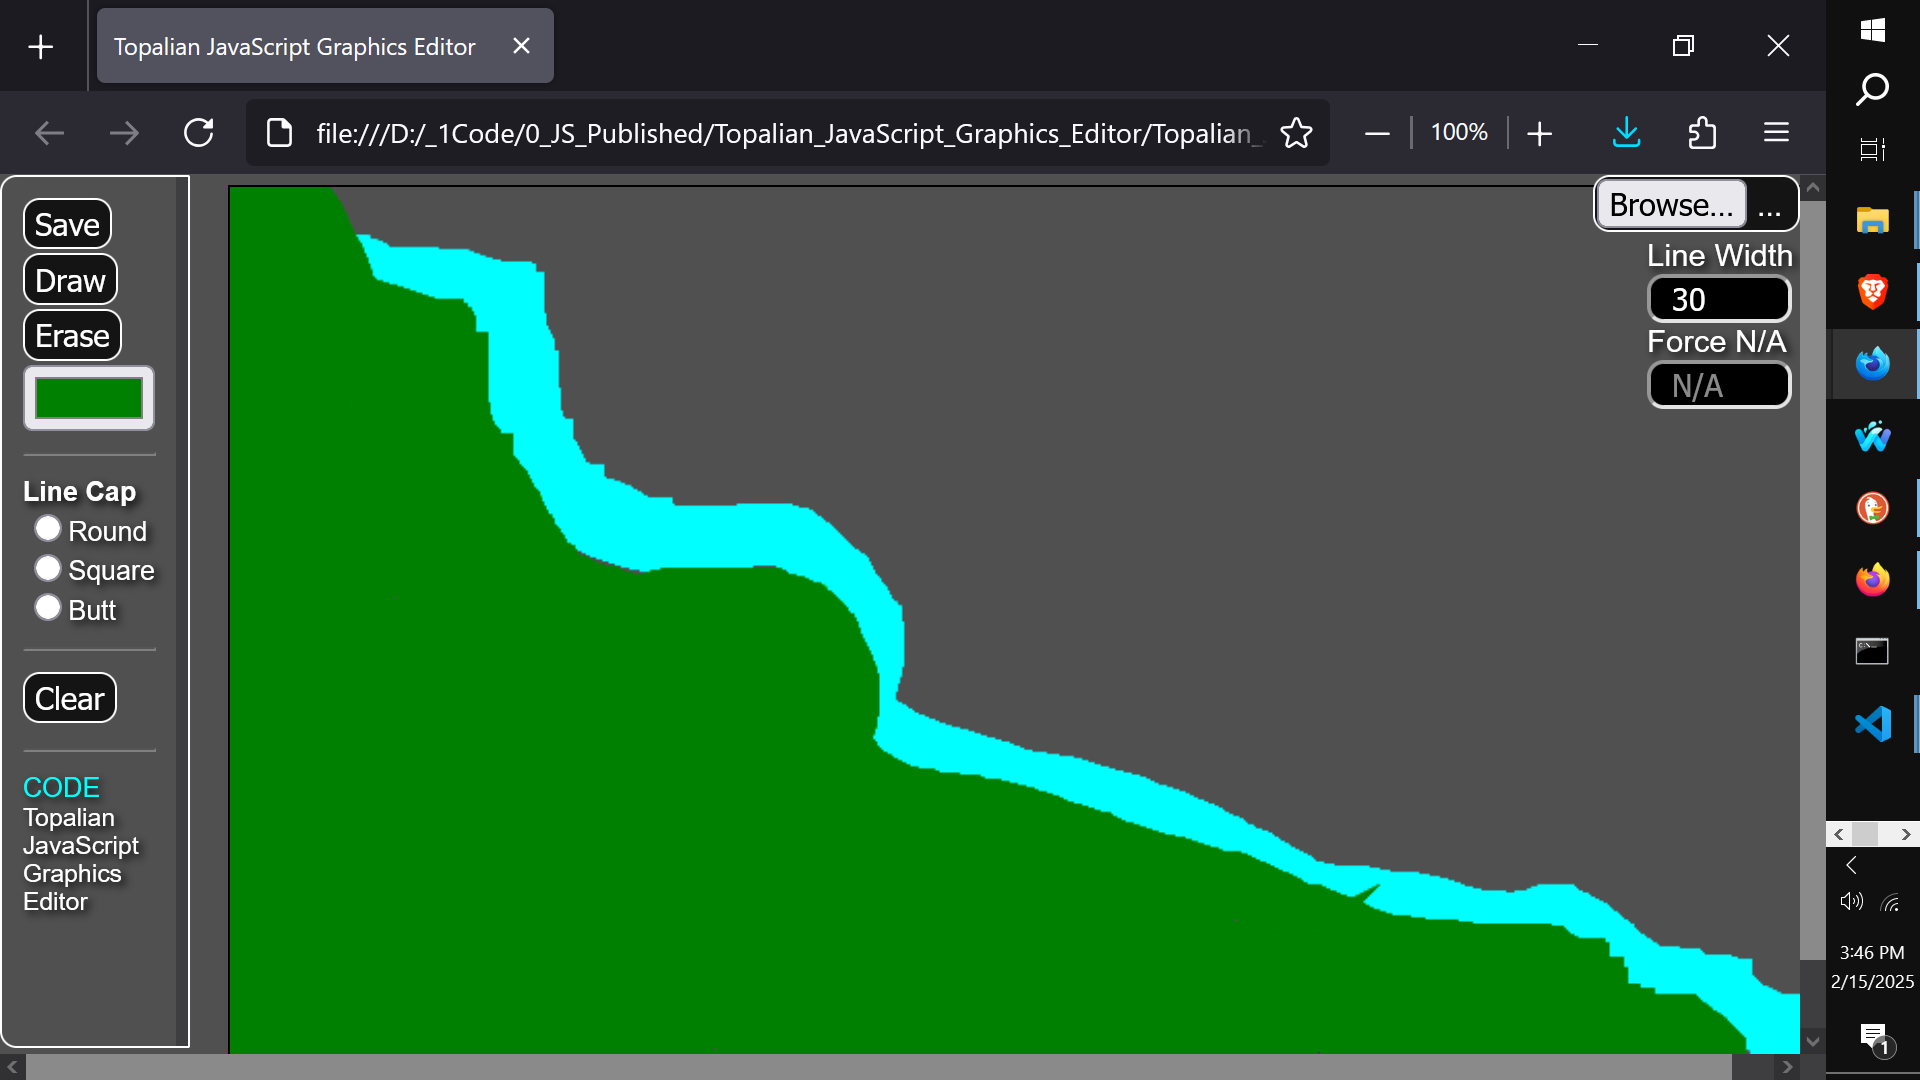 Topalian JavaScript Graphics Editor
file:///D:/_1Code/0_JS_Published/Topalian_JavaScript_Graphics_Editor/Topalian_
100%
Save
Draw
Erase
Line Cap
Round
Square
Butt
Clear
CODE
Topalian
JavaScript
Graphics
Editor
Browse... ...
Line Width
30
Force N/A
N/A
3:46 PM
2/15/2025
1